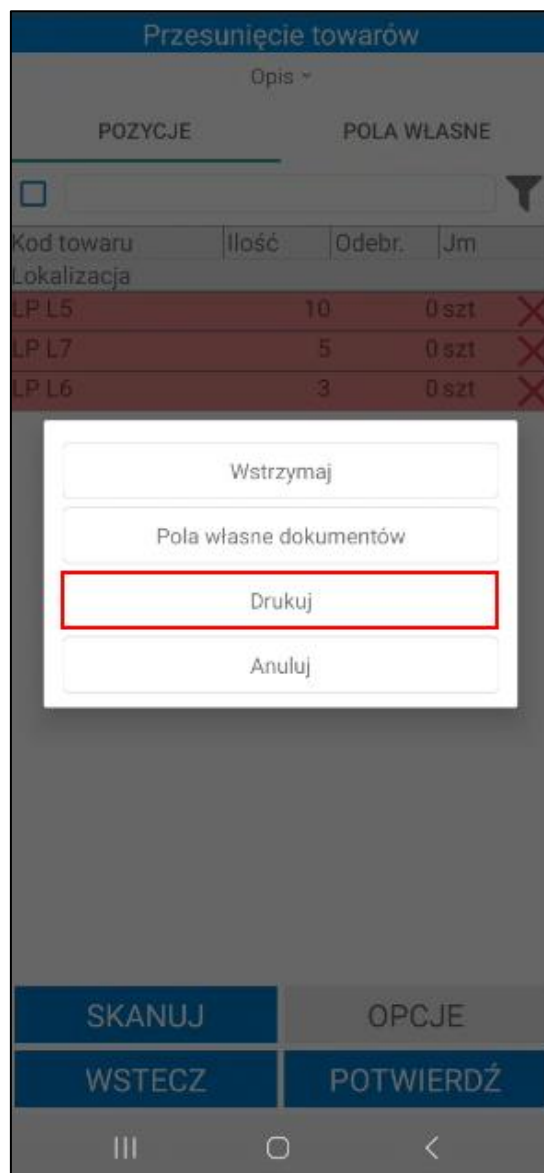 Przesunięcie towarów
Opis
POZYCJE POLA WŁASNE
Kod towaru Ilość Odebr. Jm
Lokalizacja
LP L5 10 0 szt
LP L7 5 0 szt
LP L6 3 0 szt
Wstrzymaj
Pola własne dokumentów
Drukuj
Anuluj
SKANUJ OPCJE
WSTECZ POTWIERDŹ